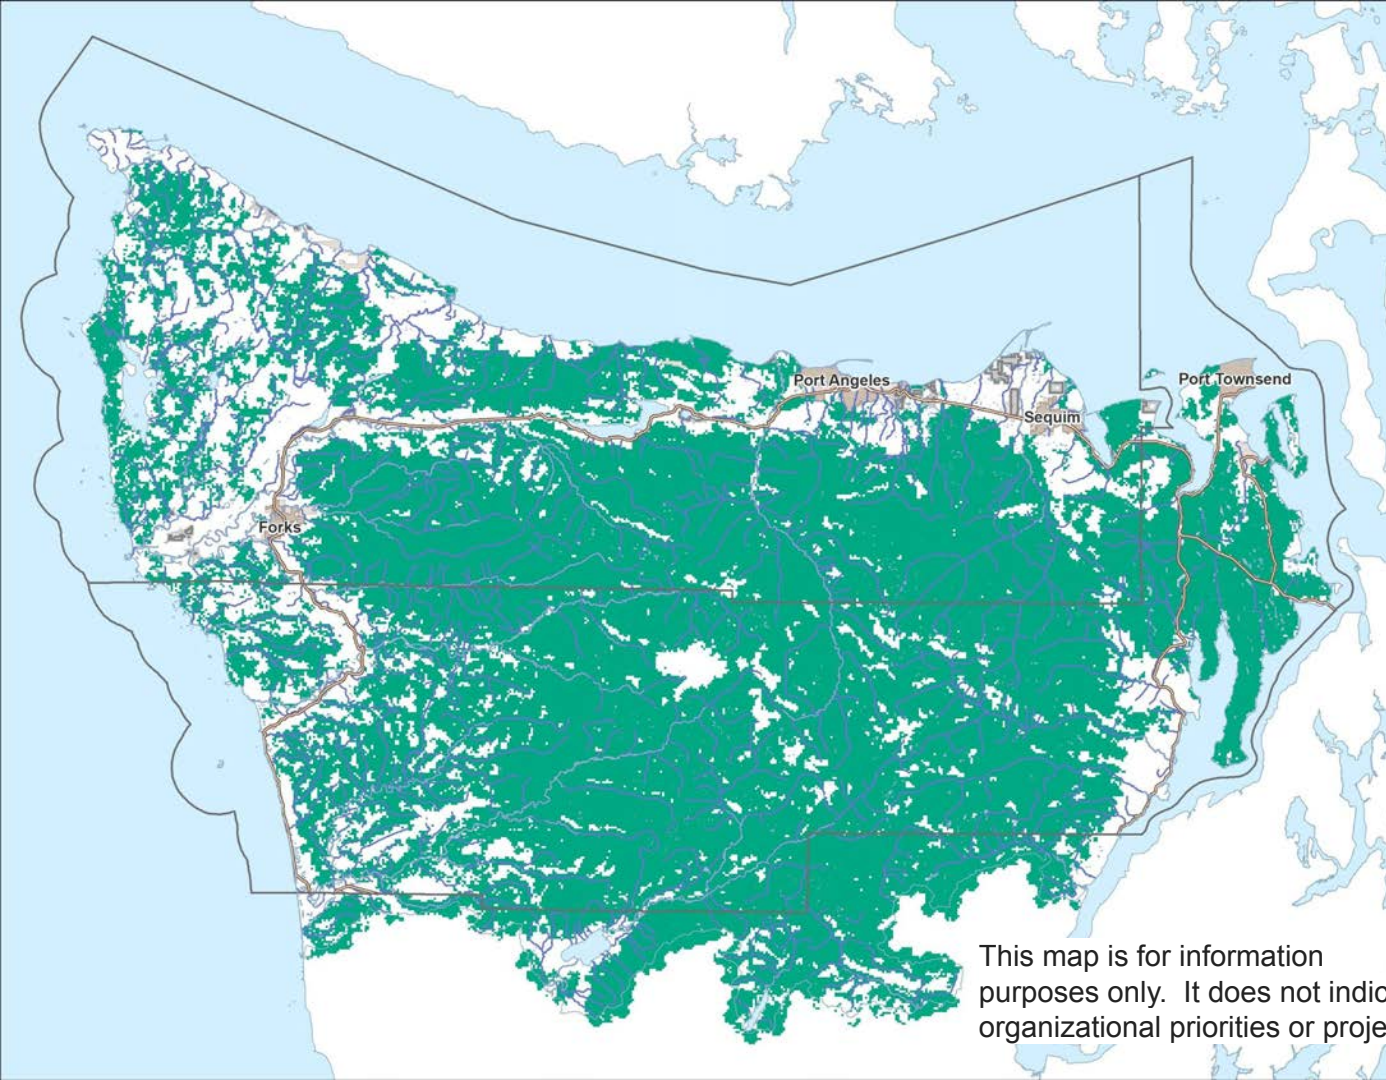 Port Angeles
Port Townsend
Sequim
Forks
This map is for information
purposes only.  It does not indic
organizational priorities or proje